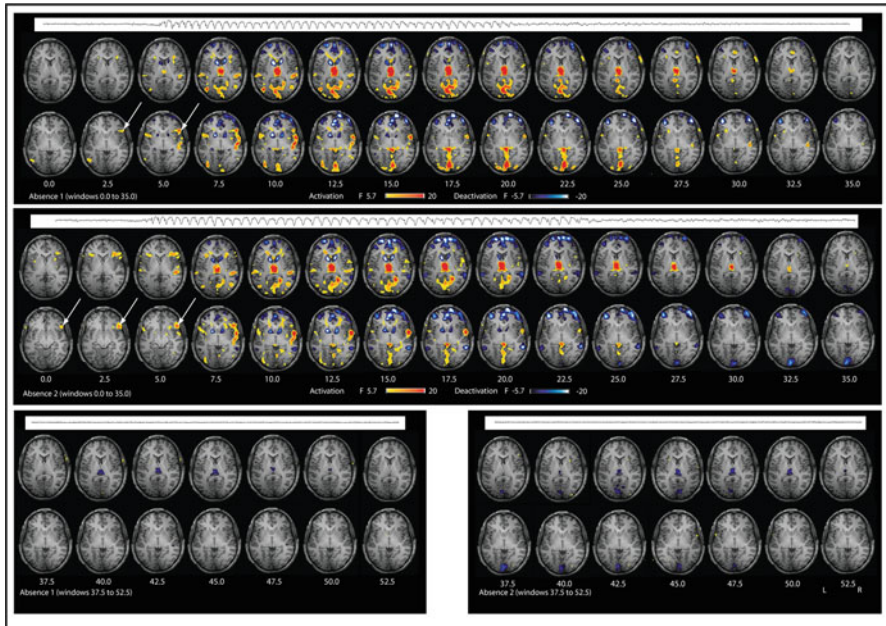 0.0 2.5 5.0 7.5 10.0 12.5 15.0 17.5 20.0 22.5 25.0 27.5 30.0 32.5 35.0
Absence 1 (windows 0.0 to 35.0) Activation F 5.7 20 Deactivation F -5.7 -20
0.0 2.5 5.0 7.5 10.0 12.5 15.0 17.5 20.0 22.5 25.0 27.5 30.0 32.5 35.0
Absence 2 (windows 0.0 to 35.0) Activation F 5.7 20 Deactivation F -5.7 -20
37.5 40.0 42.5 45.0 47.5 50.0 52.5
Absence 1 (windows 37.5 to 52.5)
37.5 40.0 42.5 45.0 47.5 50.0 52.5
Absence 2 (windows 37.5 to 52.5) L R